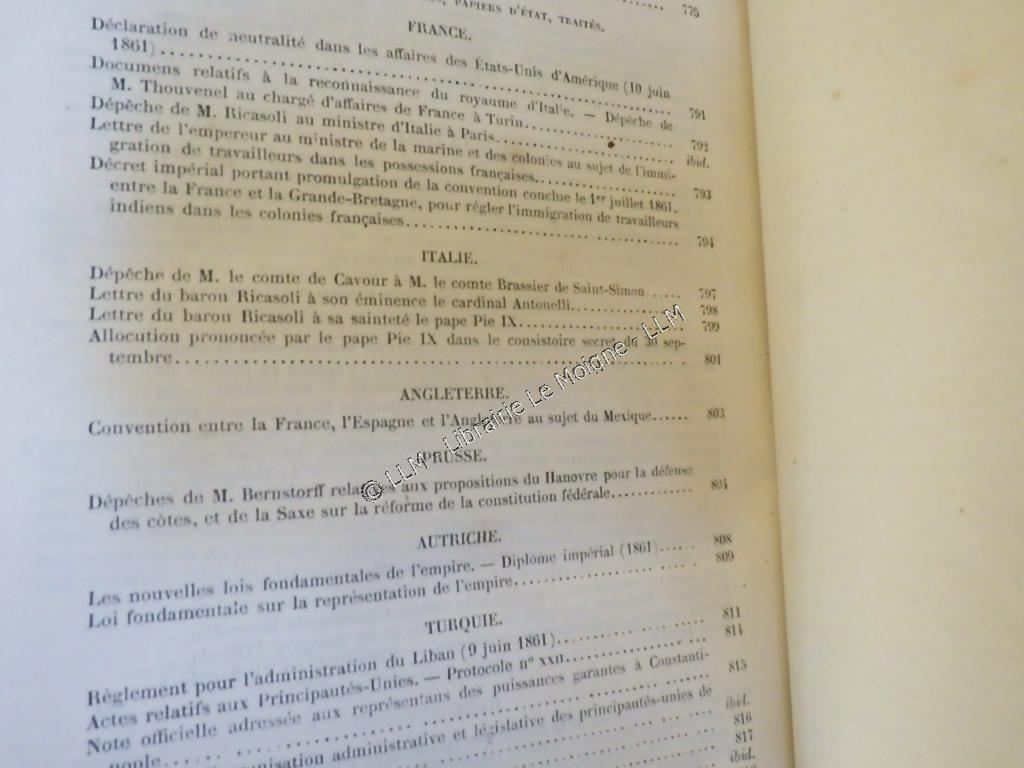 775
PAPIERS D'ÉTAT, TRAITÉS.
FRANCE.
Déclaration de neutralité dans les affaires des États-Unis d'Amérique (10 juin
1861) 791
Documens relatifs à la reconnaissance du royaume d'Italie. — Dépêche de
M. Thouvenel au chargé d'affaires de France à Turin 792
Dépêche de M. Ricasoli au ministre d'Italie à Paris ibid.
Lettre de l'empereur au ministre de la marine et des colonies au sujet de l'immi-
gration de travailleurs dans les possessions françaises 793
Décret impérial portant promulgation de la convention conclue le 1er juillet 1861,
entre la France et la Grande-Bretagne, pour régler l'immigration de travailleurs
indiens dans les colonies françaises 794
ITALIE.
Dépêche de M. le comte de Cavour à M. le comte Brassier de Saint-Simon 797
Lettre du baron Ricasoli à son éminence le cardinal Antonelli 798
Lettre du baron Ricasoli à sa sainteté le pape Pie IX 799
Allocution prononcée par le pape Pie IX dans le consistoire secret du 30 sep-
tembre 801
ANGLETERRE.
Convention entre la France, l'Espagne et l'Angleterre au sujet du Mexique 803
PRUSSE.
Dépêches de M. Bernstorff relatives aux propositions du Hanovre pour la défense
des côtes, et de la Saxe sur la réforme de la constitution fédérale 804
AUTRICHE.
Les nouvelles lois fondamentales de l'empire. — Diplôme impérial (1861) 808
Loi fondamentale sur la représentation de l'empire 809
TURQUIE.
Règlement pour l'administration du Liban (9 juin 1861) 811
Actes relatifs aux Principautés-Unies. — Protocole n° XXII 814
Note officielle adressée aux représentans des puissances garantes à Constanti-
nople 815
administrative et législative des principautés-unies de
ibid.
816
817
ibid.
© LLM - Librairie Le Moigne - LLM